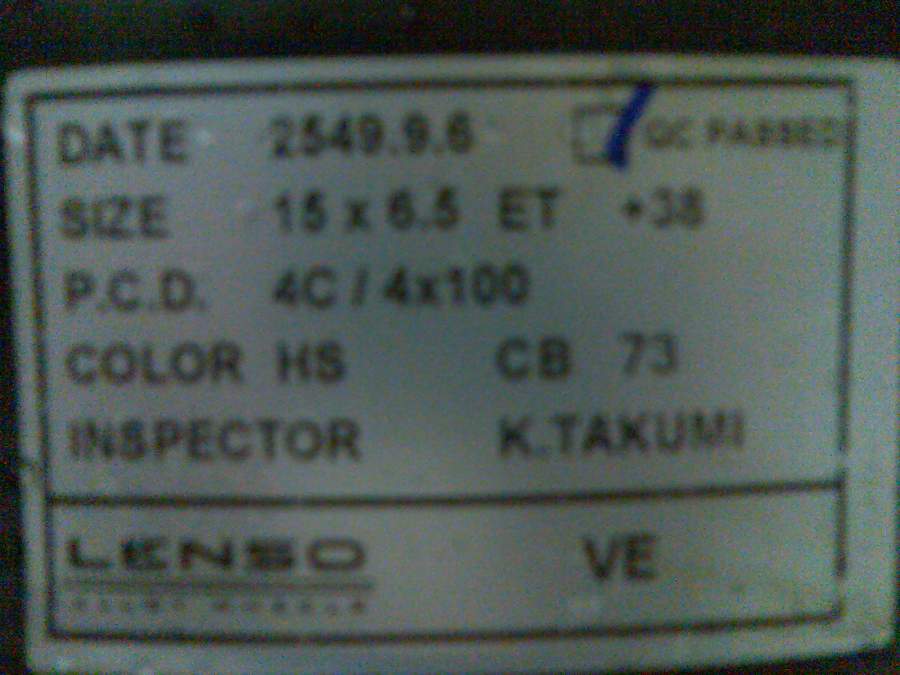 DATE 2549.9.6 QC PASSED
SIZE 15 x 6.5 ET +38
P.C.D. 4C / 4x100
COLOR HS CB 73
INSPECTOR K.TAKUMI
LENSO VE